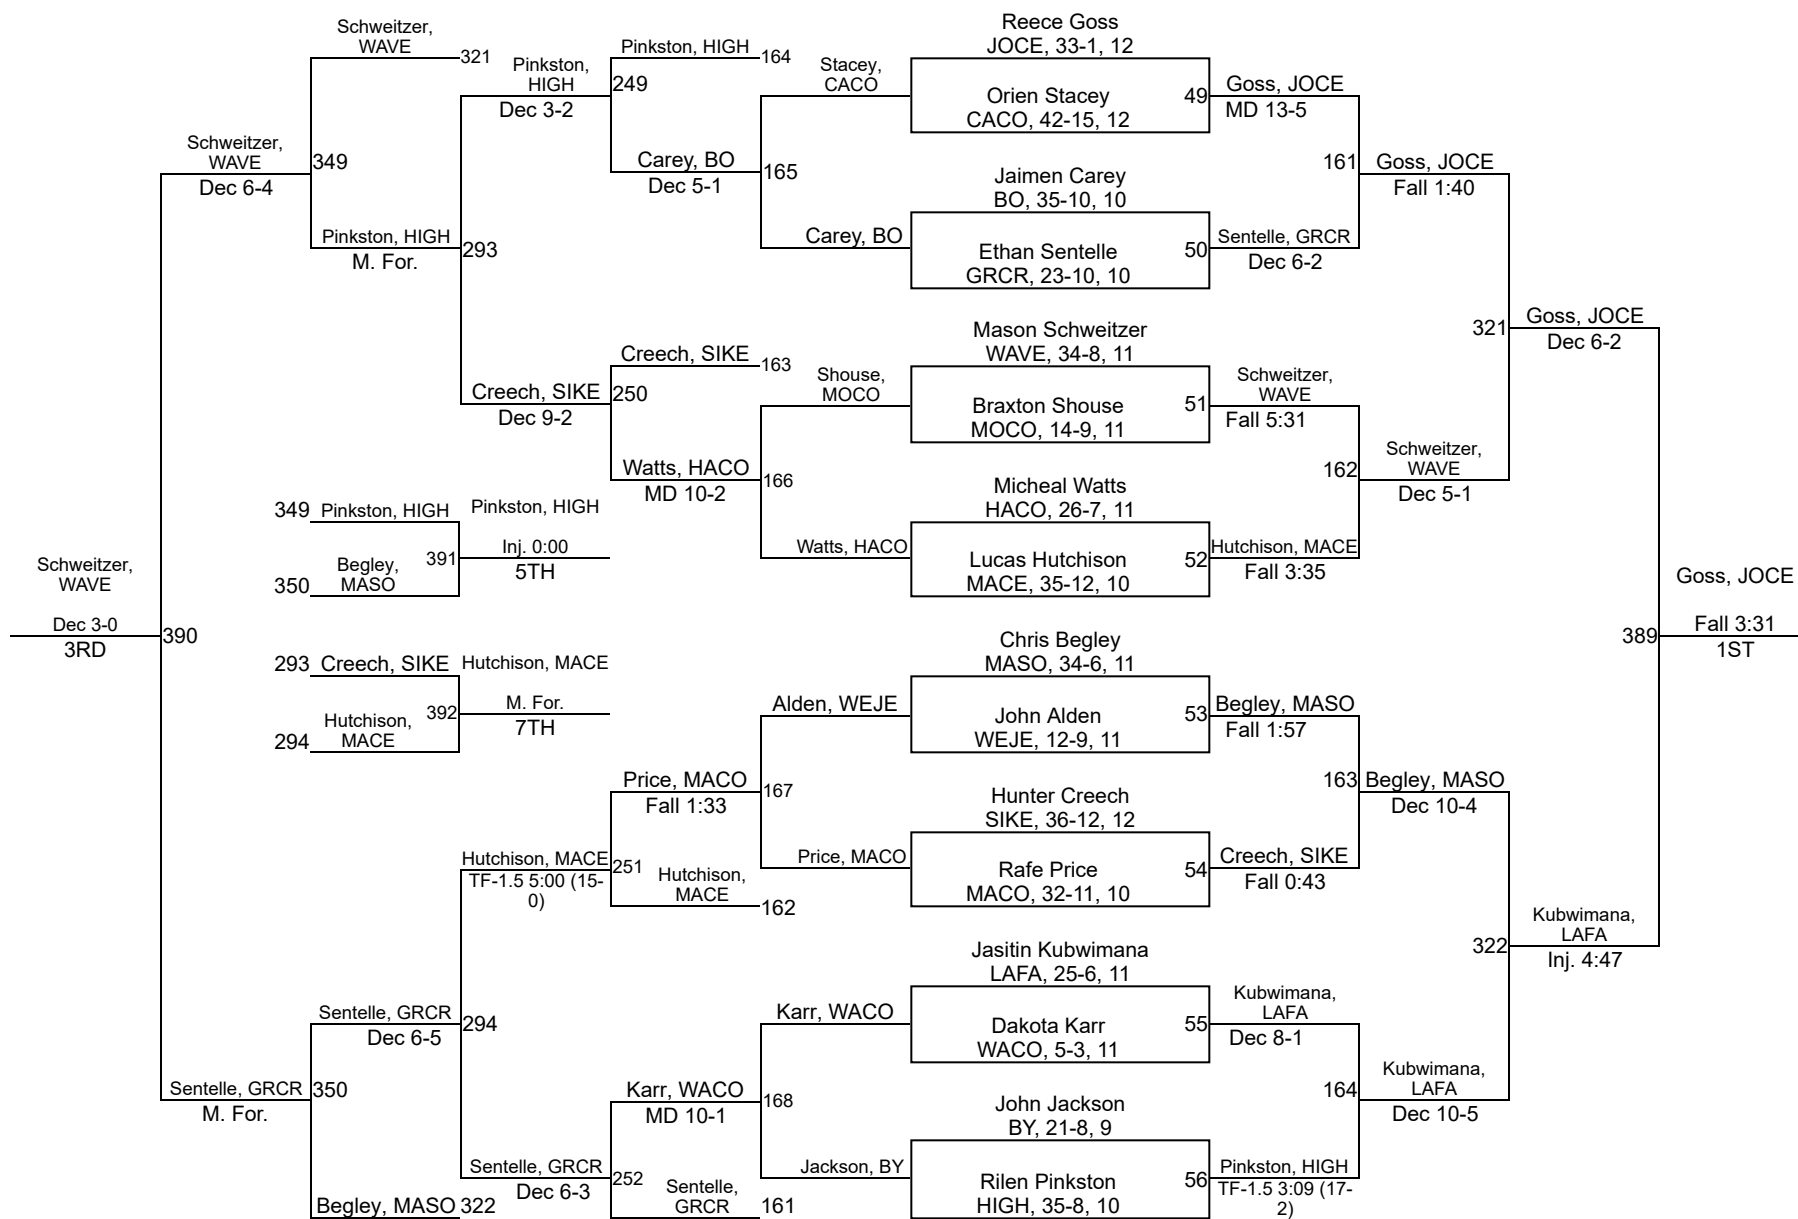 Schweitzer,
WAVE
321
Pinkston,
HIGH
Dec 3-2
Pinkston, HIGH
164
249
Stacey,
CACO
Reece Goss
JOCE, 33-1, 12
Orien Stacey
CACO, 42-15, 12
49
Goss, JOCE
MD 13-5
Schweitzer,
WAVE
Dec 6-4
349
Carey, BO
Dec 5-1
165
Jaimen Carey
BO, 35-10, 10
161
Goss, JOCE
Fall 1:40
Pinkston, HIGH
M. For.
293
Carey, BO
Ethan Sentelle
GRCR, 23-10, 10
50
Sentelle, GRCR
Dec 6-2
Creech, SIKE
Dec 9-2
Creech, SIKE
163
250
Shouse,
MOCO
Mason Schweitzer
WAVE, 34-8, 11
Braxton Shouse
MOCO, 14-9, 11
51
Schweitzer,
WAVE
Fall 5:31
321
Goss, JOCE
Dec 6-2
Watts, HACO
MD 10-2
166
Micheal Watts
HACO, 26-7, 11
162
Schweitzer,
WAVE
Dec 5-1
349
Pinkston, HIGH
Pinkston, HIGH
Begley,
MASO
350
391
Inj. 0:00
5TH
Watts, HACO
Lucas Hutchison
MACE, 35-12, 10
52
Hutchison, MACE
Fall 3:35
Schweitzer,
WAVE
Dec 3-0
3RD
390
389
Goss, JOCE
Fall 3:31
1ST
293
Creech, SIKE
Hutchison, MACE
Hutchison,
MACE
294
392
M. For.
7TH
Alden, WEJE
Chris Begley
MASO, 34-6, 11
John Alden
WEJE, 12-9, 11
53
Begley, MASO
Fall 1:57
Price, MACO
Fall 1:33
167
Hunter Creech
SIKE, 36-12, 12
163
Begley, MASO
Dec 10-4
Hutchison, MACE
TF-1.5 5:00 (15-
0)
251
Hutchison,
MACE
162
Price, MACO
Rafe Price
MACO, 32-11, 10
54
Creech, SIKE
Fall 0:43
322
Kubwimana,
LAFA
Inj. 4:47
Sentelle, GRCR
Dec 6-5
294
Karr, WACO
Jasitin Kubwimana
LAFA, 25-6, 11
Dakota Karr
WACO, 5-3, 11
55
Kubwimana,
LAFA
Dec 8-1
Sentelle, GRCR
M. For.
350
Karr, WACO
MD 10-1
168
John Jackson
BY, 21-8, 9
164
Kubwimana,
LAFA
Dec 10-5
Begley, MASO
322
Sentelle, GRCR
Dec 6-3
252
Sentelle,
GRCR
161
Jackson, BY
Rilen Pinkston
HIGH, 35-8, 10
56
Pinkston, HIGH
TF-1.5 3:09 (17-
2)